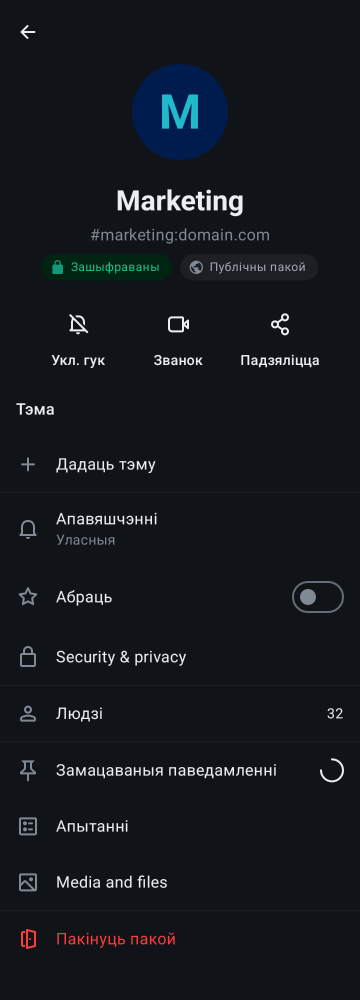 M
Marketing
#marketing:domain.com
Зашыфраваны
Публічны пакой
Укл. гук
Званок
Падзяліцца
Тэма
Дадаць тэму
Апавяшчэнні
Уласныя
Абраць
Security & privacy
Людзі
32
Замацаваныя паведамленні
Апытанні
Media and files
Пакінуць пакой